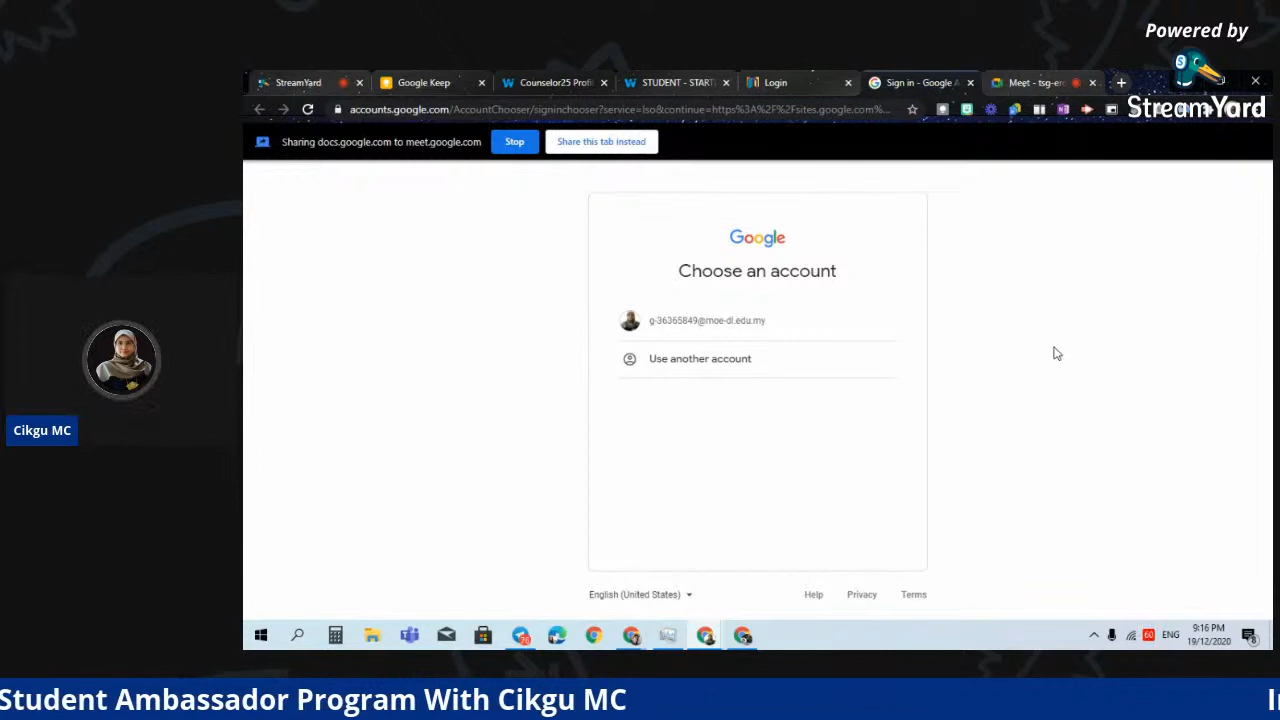 Powered by
StreamYard
StreamYard
Google Keep
Counselor25 Profi
STUDENT - START
Login
Sign in - Google A
Meet - tsg-erc
accounts.google.com/AccountChooser/signinchooser?service=lso&continue=https%3A%2F%2Fsites.google.com%...
Sharing docs.google.com to meet.google.com
Stop
Share this tab instead
Google
Choose an account
g-36365849@moe-dl.edu.my
Use another account
Cikgu MC
English (United States)
Help
Privacy
Terms
60
ENG
9:16 PM
19/12/2020
8
Student Ambassador Program With Cikgu MC